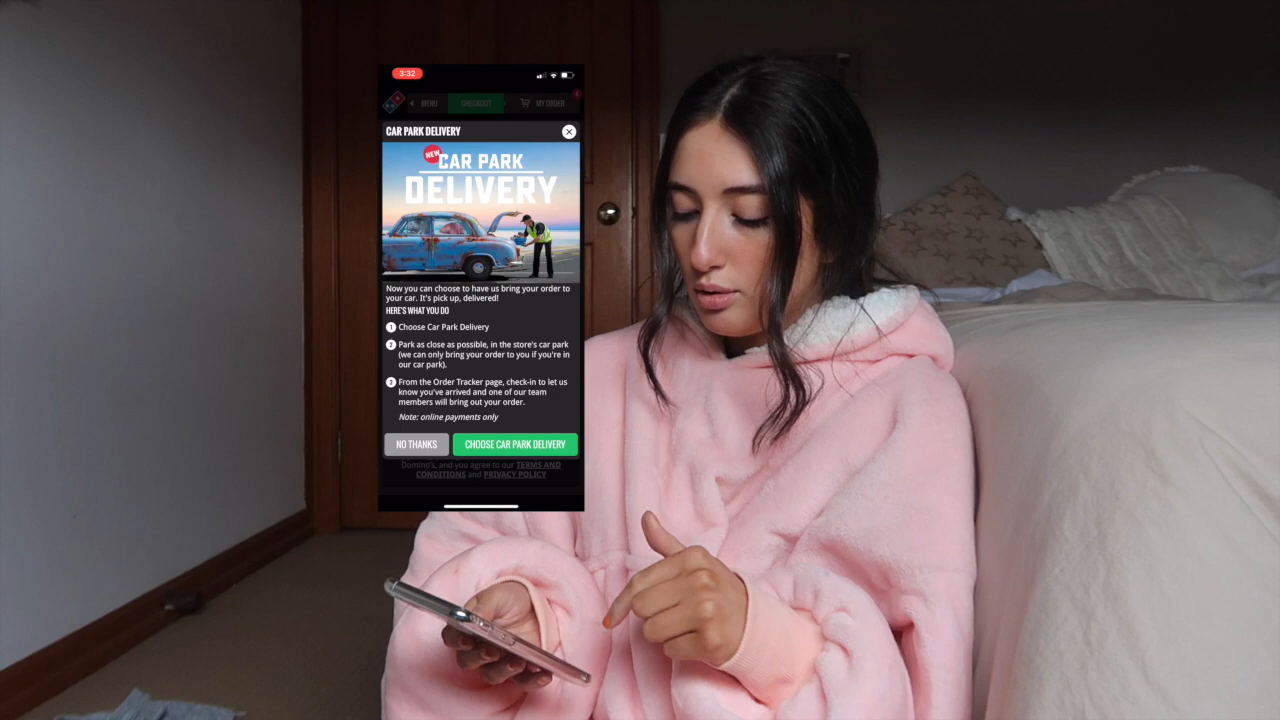 3:32
MENU CHECKOUT MY ORDER
CAR PARK DELIVERY
NEW
CAR PARK
DELIVERY
Now you can choose to have us bring your order to
your car. It's pick up, delivered!
HERE'S WHAT YOU DO
1 Choose Car Park Delivery
2 Park as close as possible, in the store's car park
(we can only bring your order to you if you're in
our car park).
3 From the Order Tracker page, check-in to let us
know you've arrived and one of our team
members will bring out your order.
Note: online payments only
NO THANKS CHOOSE CAR PARK DELIVERY
Domino's, and you agree to our TERMS AND
CONDITIONS and PRIVACY POLICY